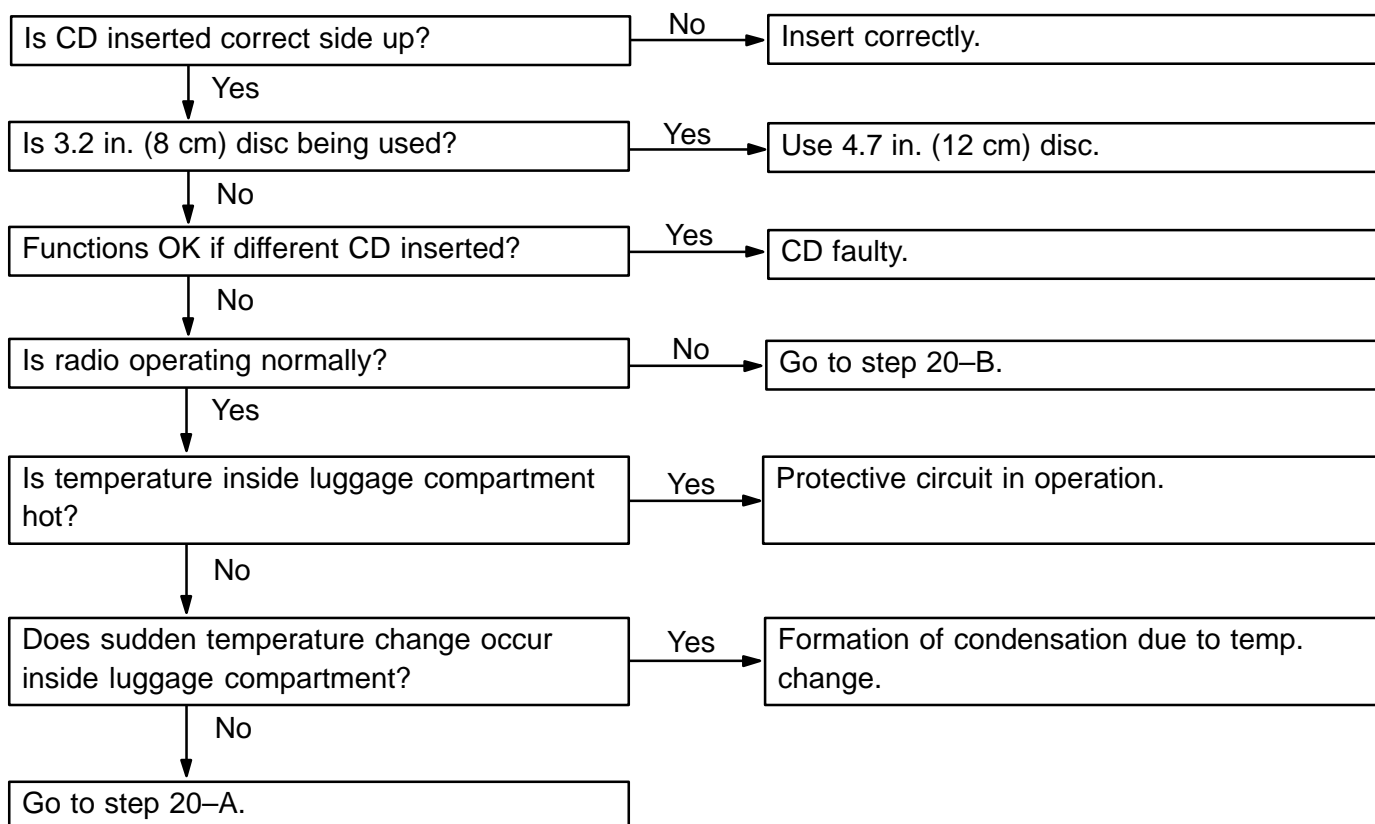 Is CD inserted correct side up?
No
Insert correctly.
Yes
Is 3.2 in. (8 cm) disc being used?
Yes
Use 4.7 in. (12 cm) disc.
No
Functions OK if different CD inserted?
Yes
CD faulty.
No
Is radio operating normally?
No
Go to step 20–B.
Yes
Is temperature inside luggage compartment
hot?
Yes
Protective circuit in operation.
No
Does sudden temperature change occur
inside luggage compartment?
Yes
Formation of condensation due to temp.
change.
No
Go to step 20–A.